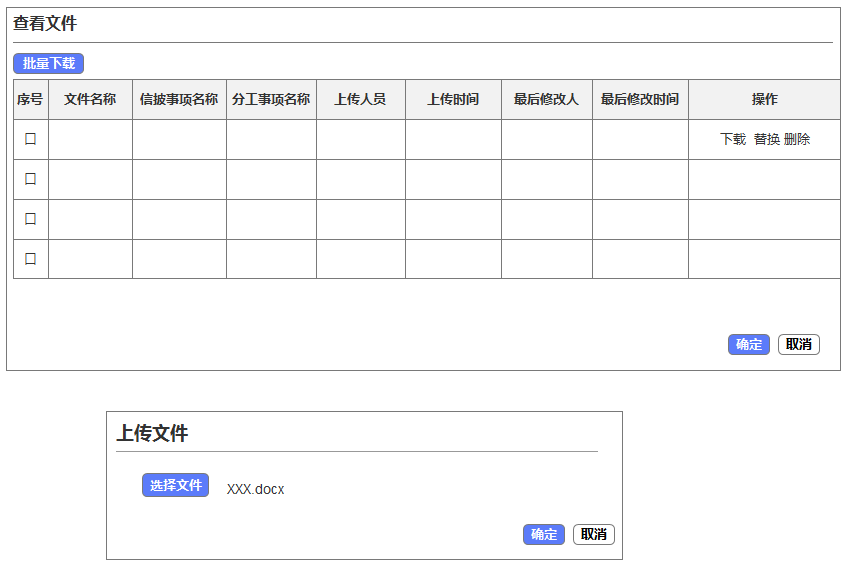 查看文件
批量下载
序号 文件名称 信披事项名称 分工事项名称 上传人员 上传时间 最后修改人 最后修改时间 操作
下载 替换 删除
确定 取消
上传文件
选择文件 XXX.docx
确定 取消